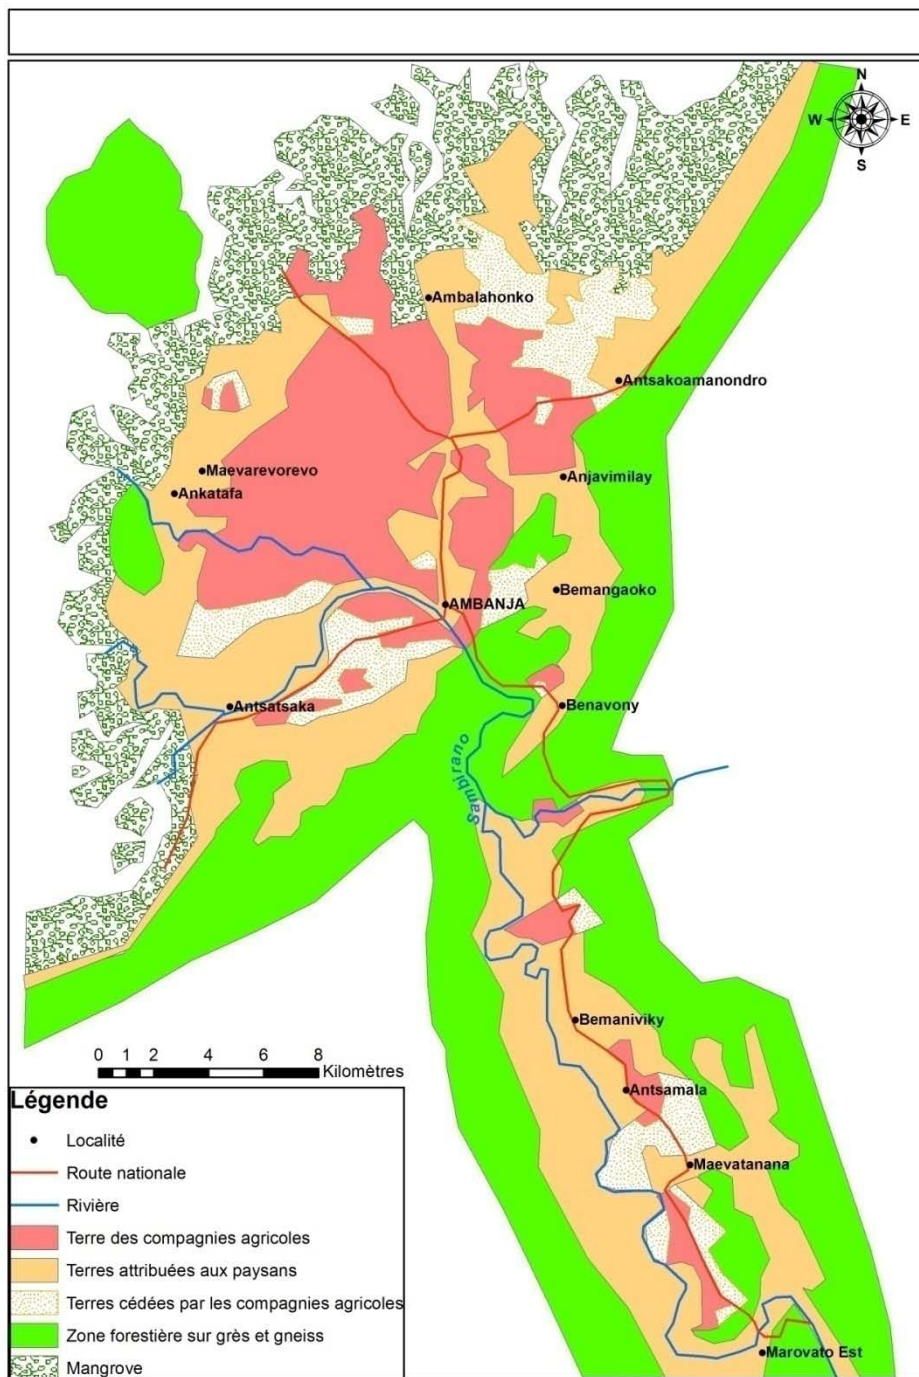 N
W E
S
Ambalahonko
Antsakoamanondro
Maevarevorevo
Anjavimilay
Ankatafa
Bemangaoko
AMBANJA
Antsatsaka
Benavony
Sambirano
Bemaniviky
0 1 2 4 6 8
Kilomètres
Antsamala
Légende
Localité
Maevatanana
Route nationale
Rivière
Terre des compagnies agricoles
Terres attribuées aux paysans
Terres cédées par les compagnies agricoles
Zone forestière sur grès et gneiss
Marovato Est
Mangrove